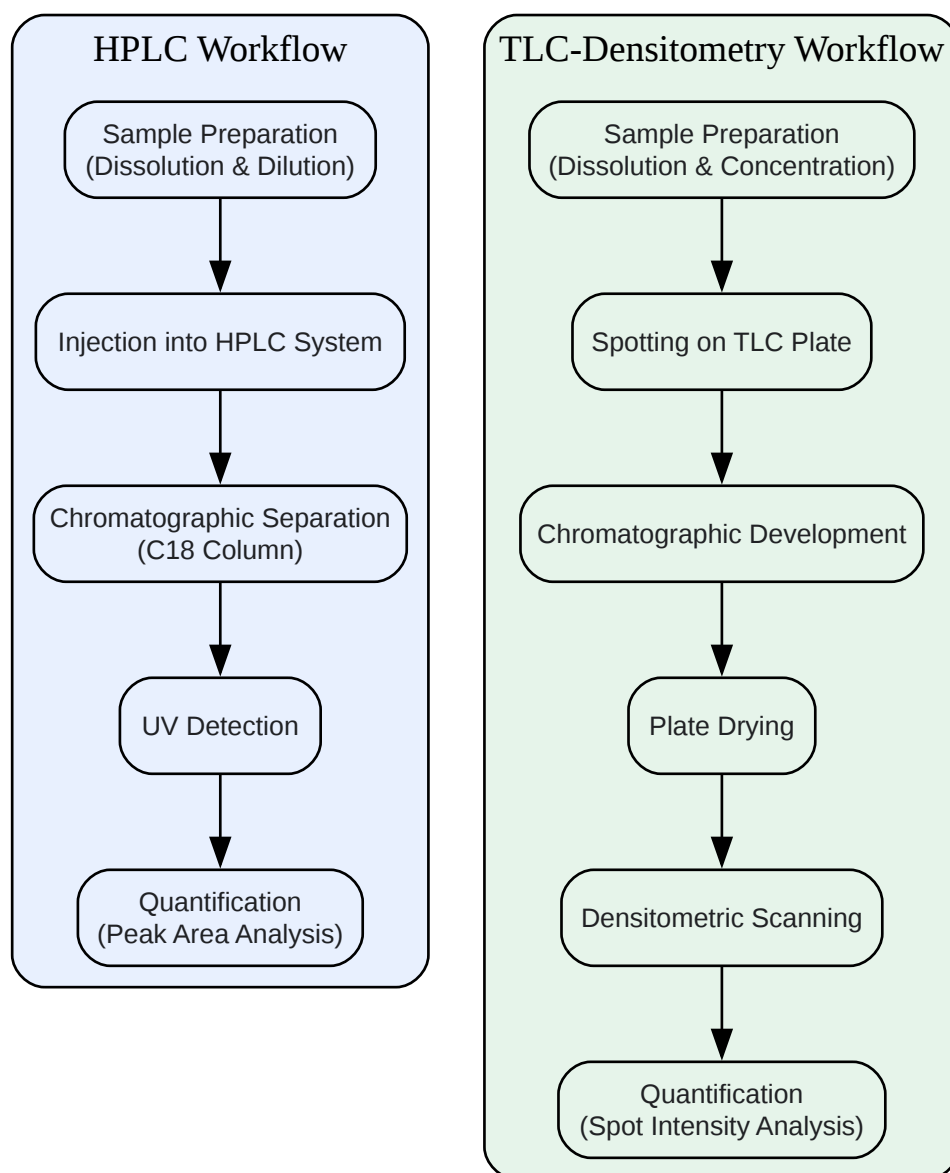 HPLC Workflow
Sample Preparation
(Dissolution & Dilution)
Injection into HPLC System
Chromatographic Separation
(C18 Column)
UV Detection
Quantification
(Peak Area Analysis)
TLC-Densitometry Workflow
Sample Preparation
(Dissolution & Concentration)
Spotting on TLC Plate
Chromatographic Development
Plate Drying
Densitometric Scanning
Quantification
(Spot Intensity Analysis)